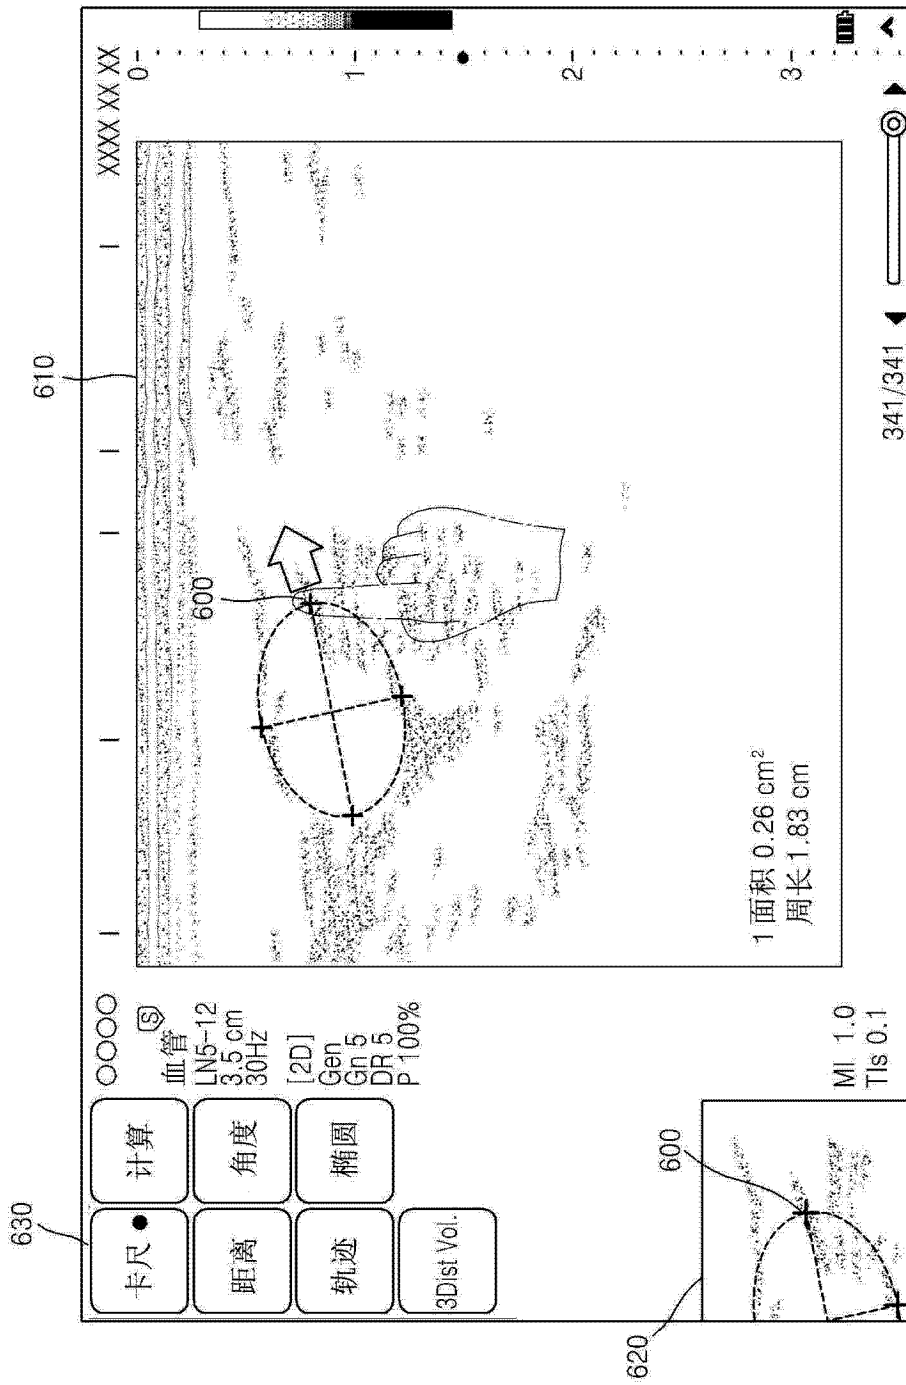 630
卡尺
计算
距离
角度
轨迹
椭圆
3Dist Vol.
620
600
○○○○
S
血管
LN5-12
3.5 cm
30Hz
[2D]
Gen
Gn 5
DR 5
P 100%
MI 1.0
TIs 0.1
610
XXXX XX XX
600
1 面积 0.26 cm²
周长 1.83 cm
0
1
2
3
341/341